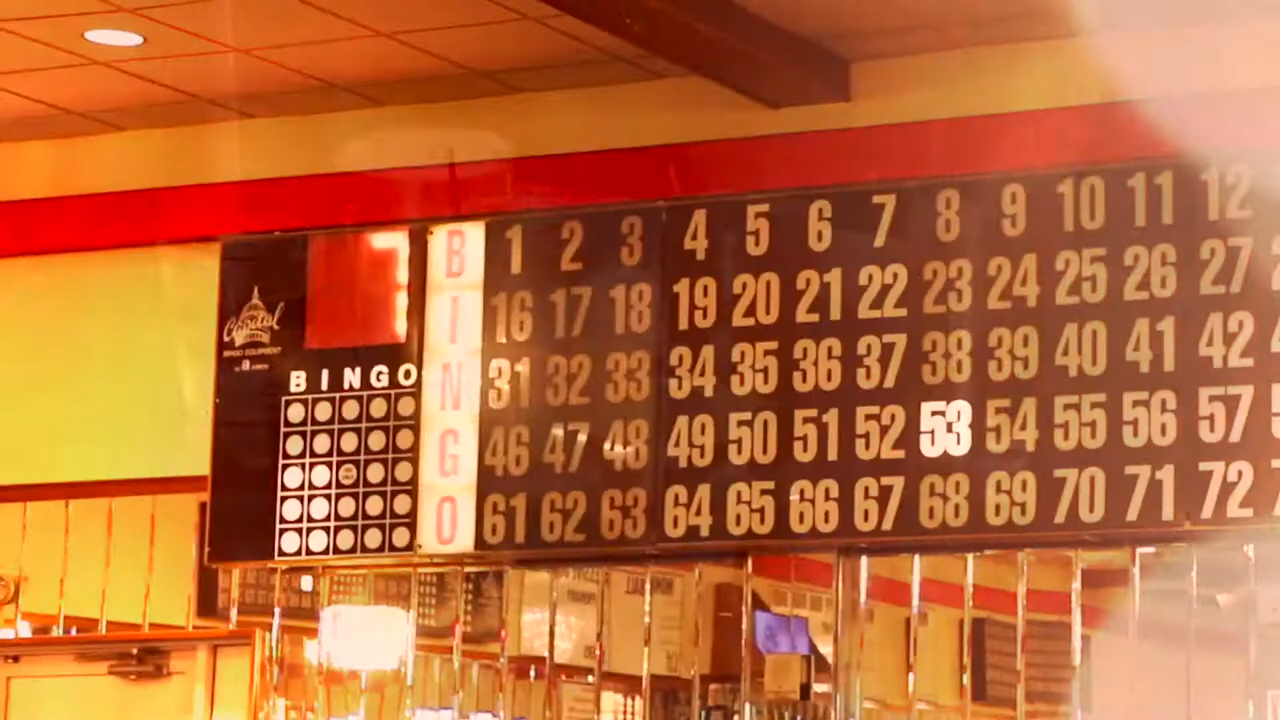 7
Capital
BINGO EQUIPMENT
BINGO
B 1 2 3 4 5 6 7 8 9 10 11 12
I 16 17 18 19 20 21 22 23 24 25 26 27
N 31 32 33 34 35 36 37 38 39 40 41 42
G 46 47 48 49 50 51 52 53 54 55 56 57
O 61 62 63 64 65 66 67 68 69 70 71 72